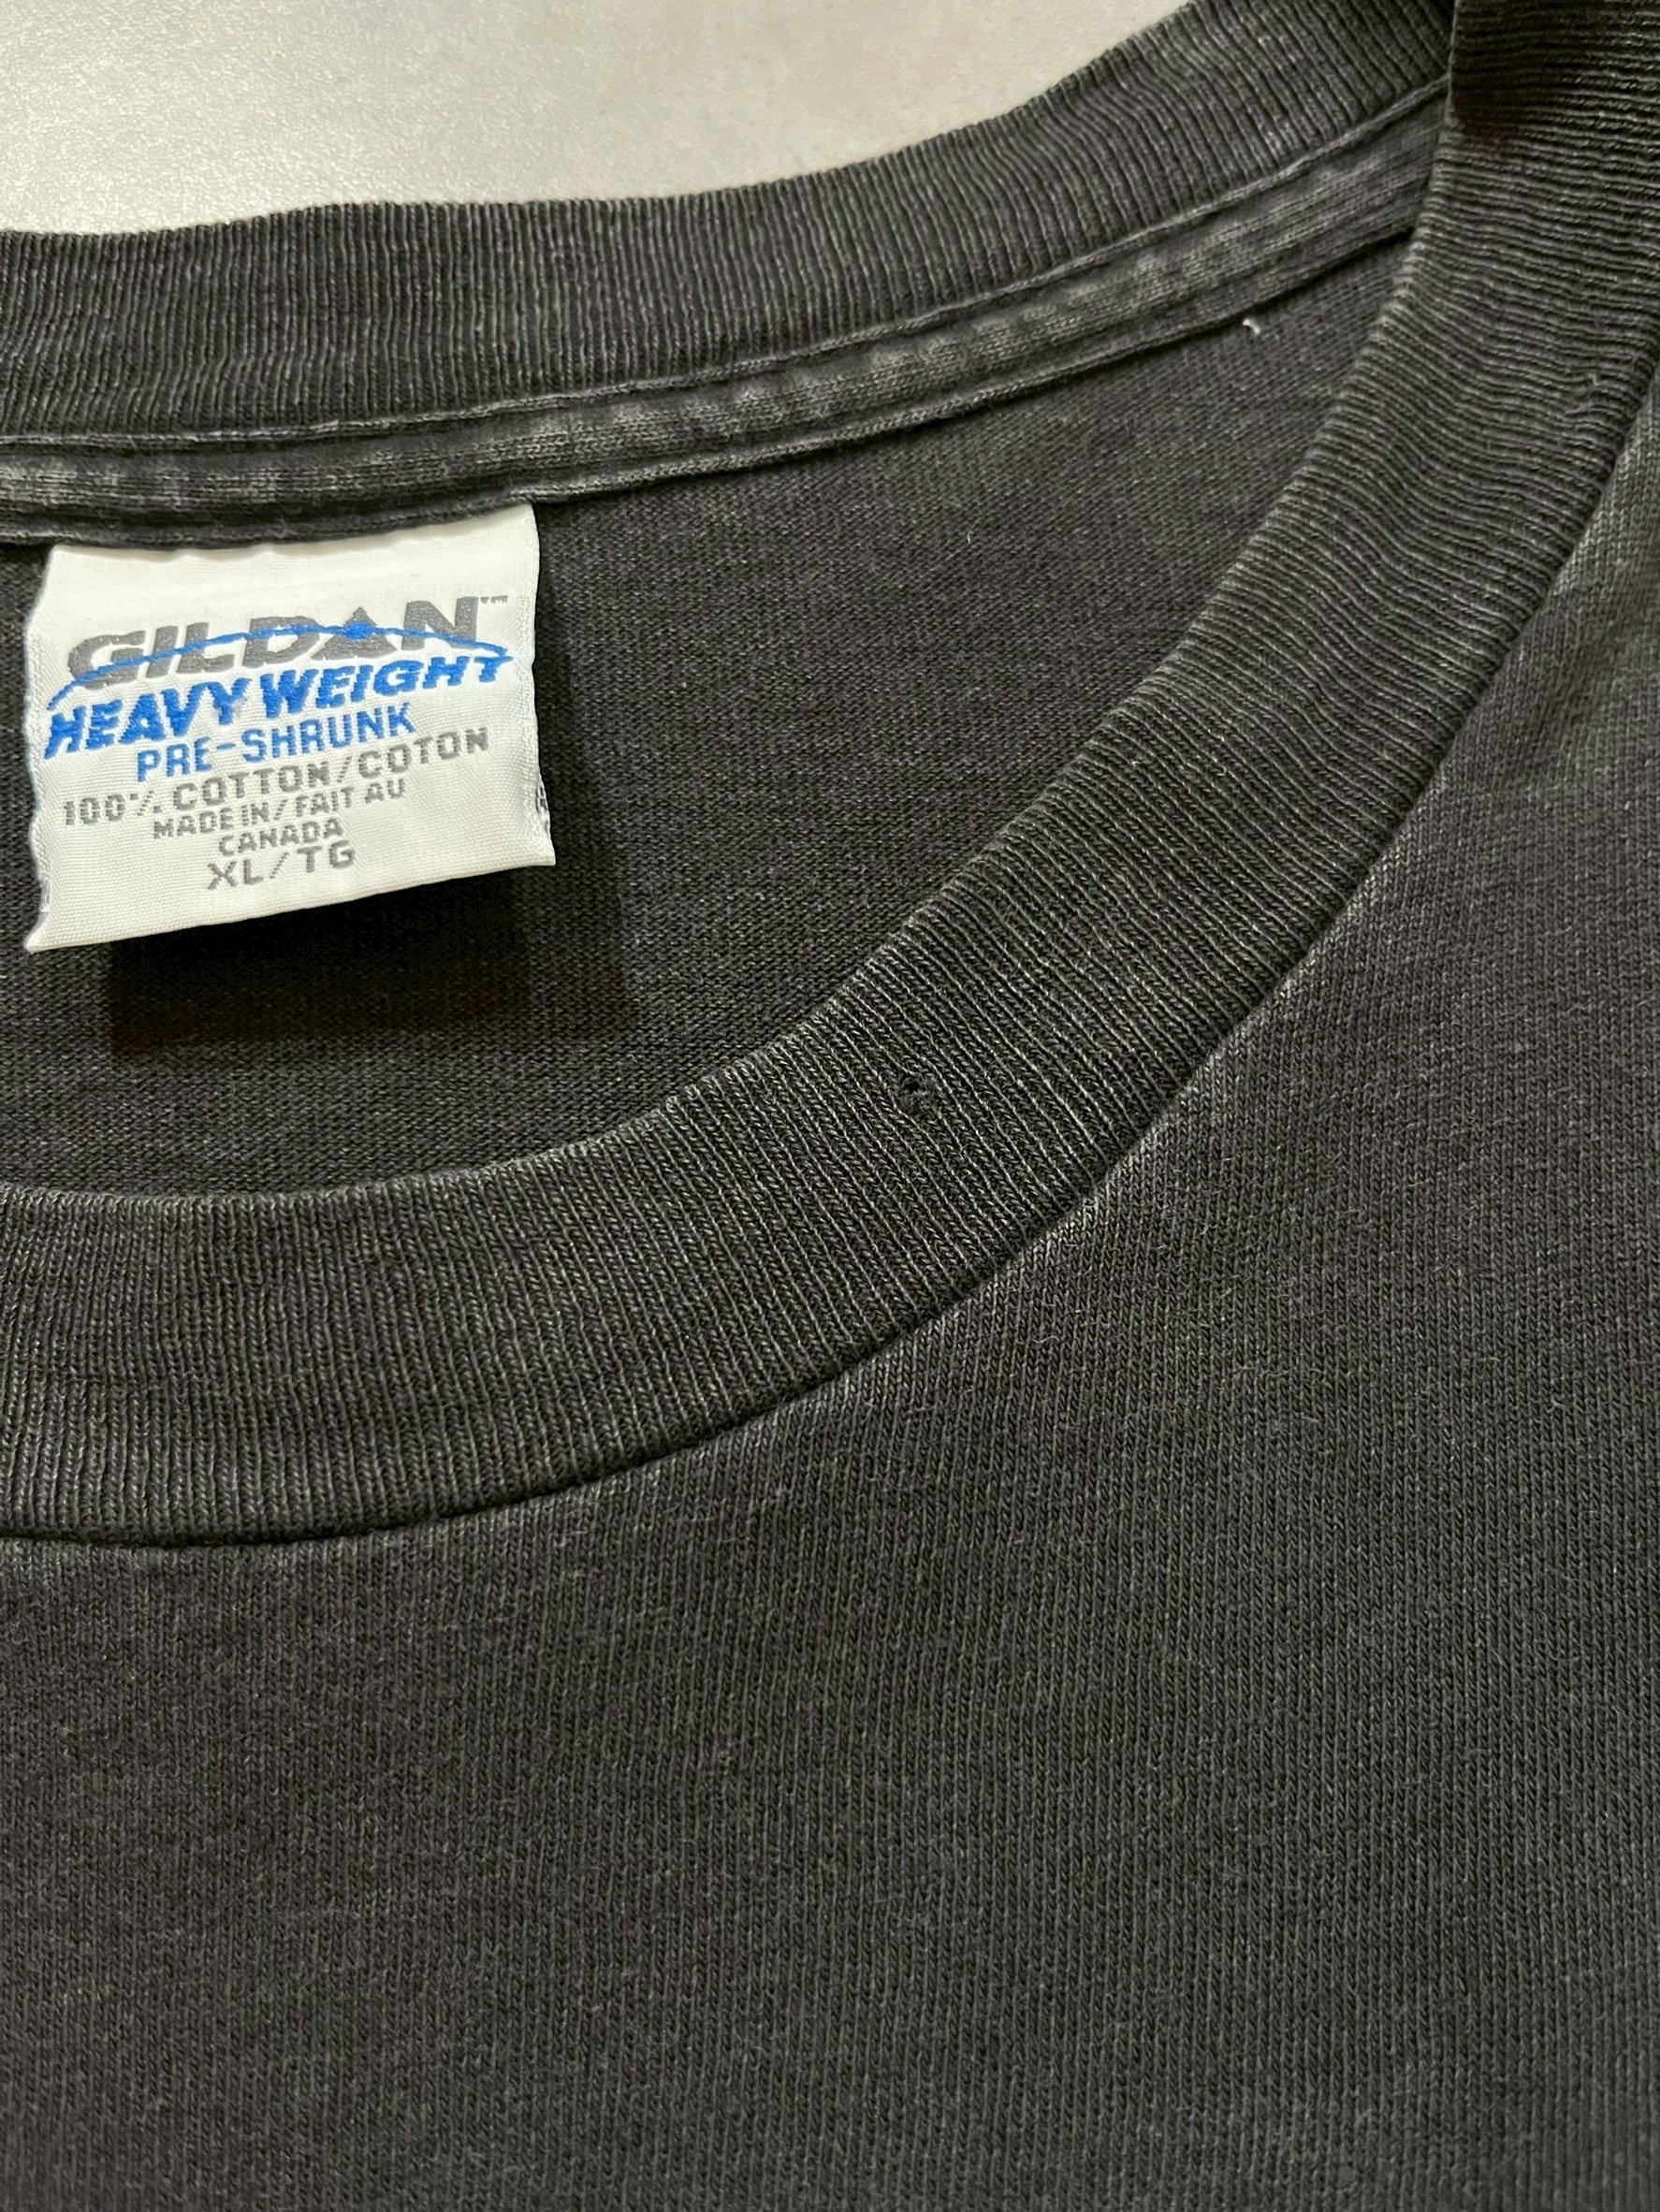 GILDAN™
HEAVY WEIGHT
PRE-SHRUNK
100% COTTON/COTON
MADE IN/FAIT AU
CANADA
XL/TG